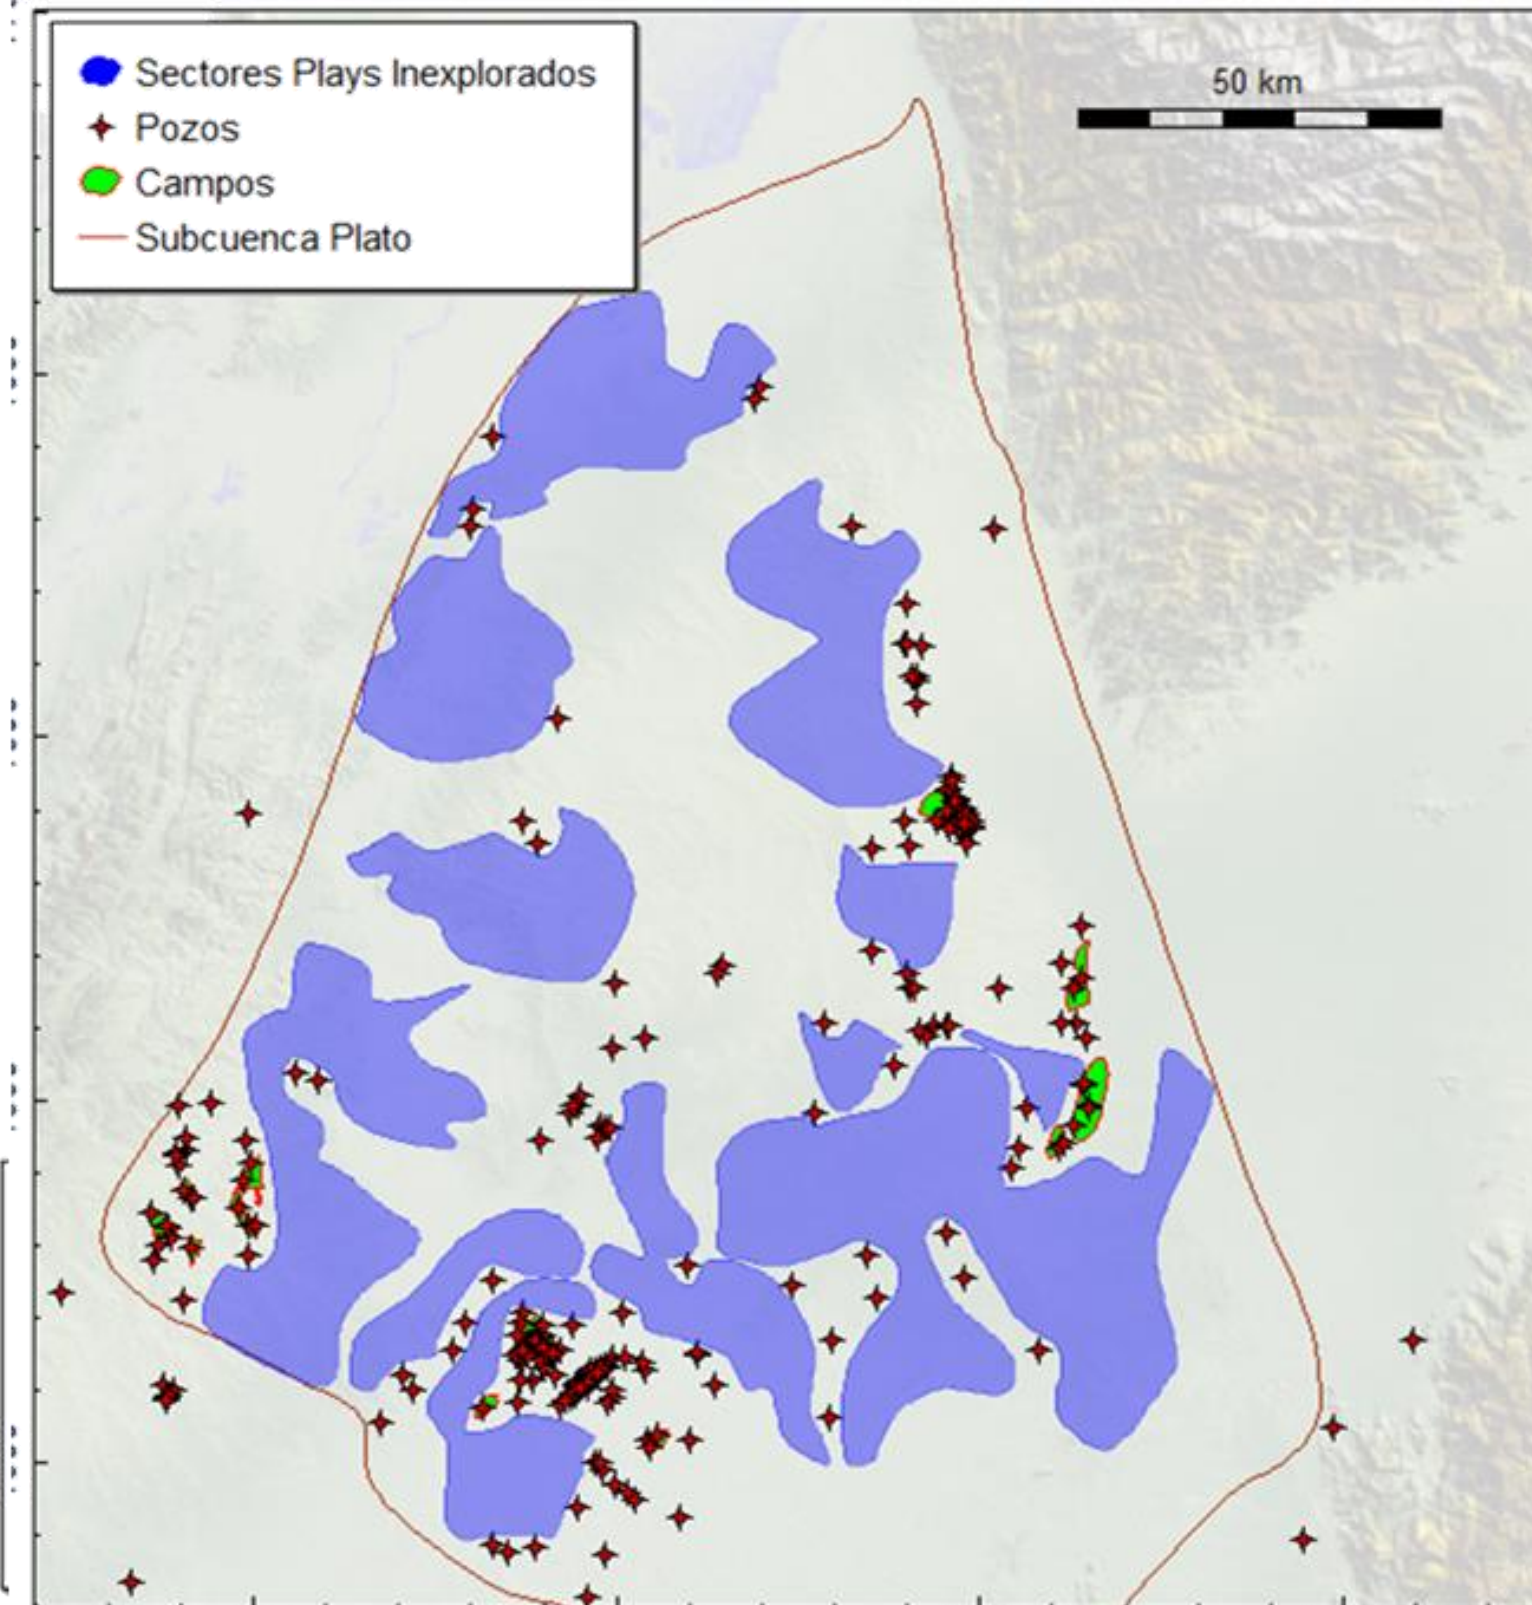 Sectores Plays Inexplorados
Pozos
Campos
Subcuenca Plato
50 km